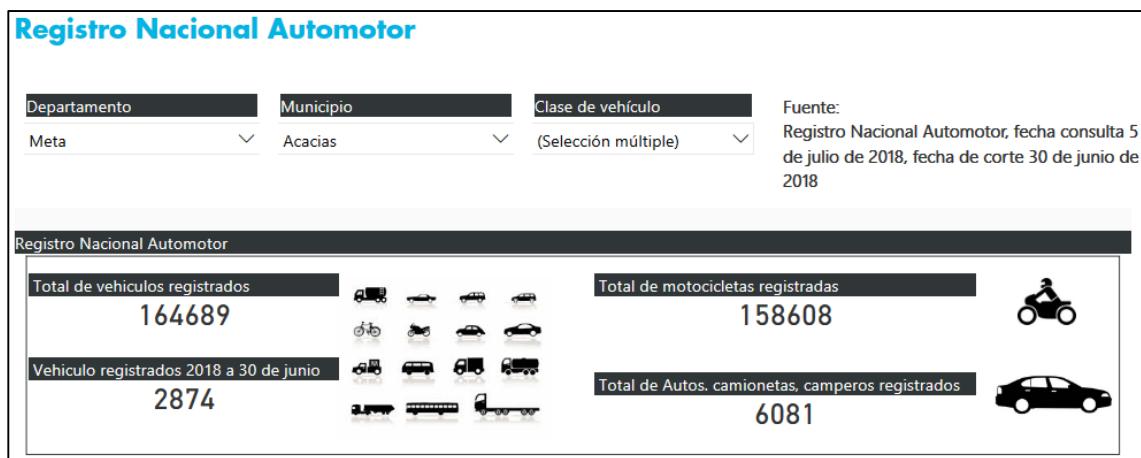 Registro Nacional Automotor
Departamento
Meta
Municipio
Acacias
Clase de vehículo
(Selección múltiple)
Fuente:
Registro Nacional Automotor, fecha consulta 5
de julio de 2018, fecha de corte 30 de junio de
2018
Registro Nacional Automotor
Total de vehiculos registrados
164689
Vehiculo registrados 2018 a 30 de junio
2874
Total de motocicletas registradas
158608
Total de Autos. camionetas, camperos registrados
6081